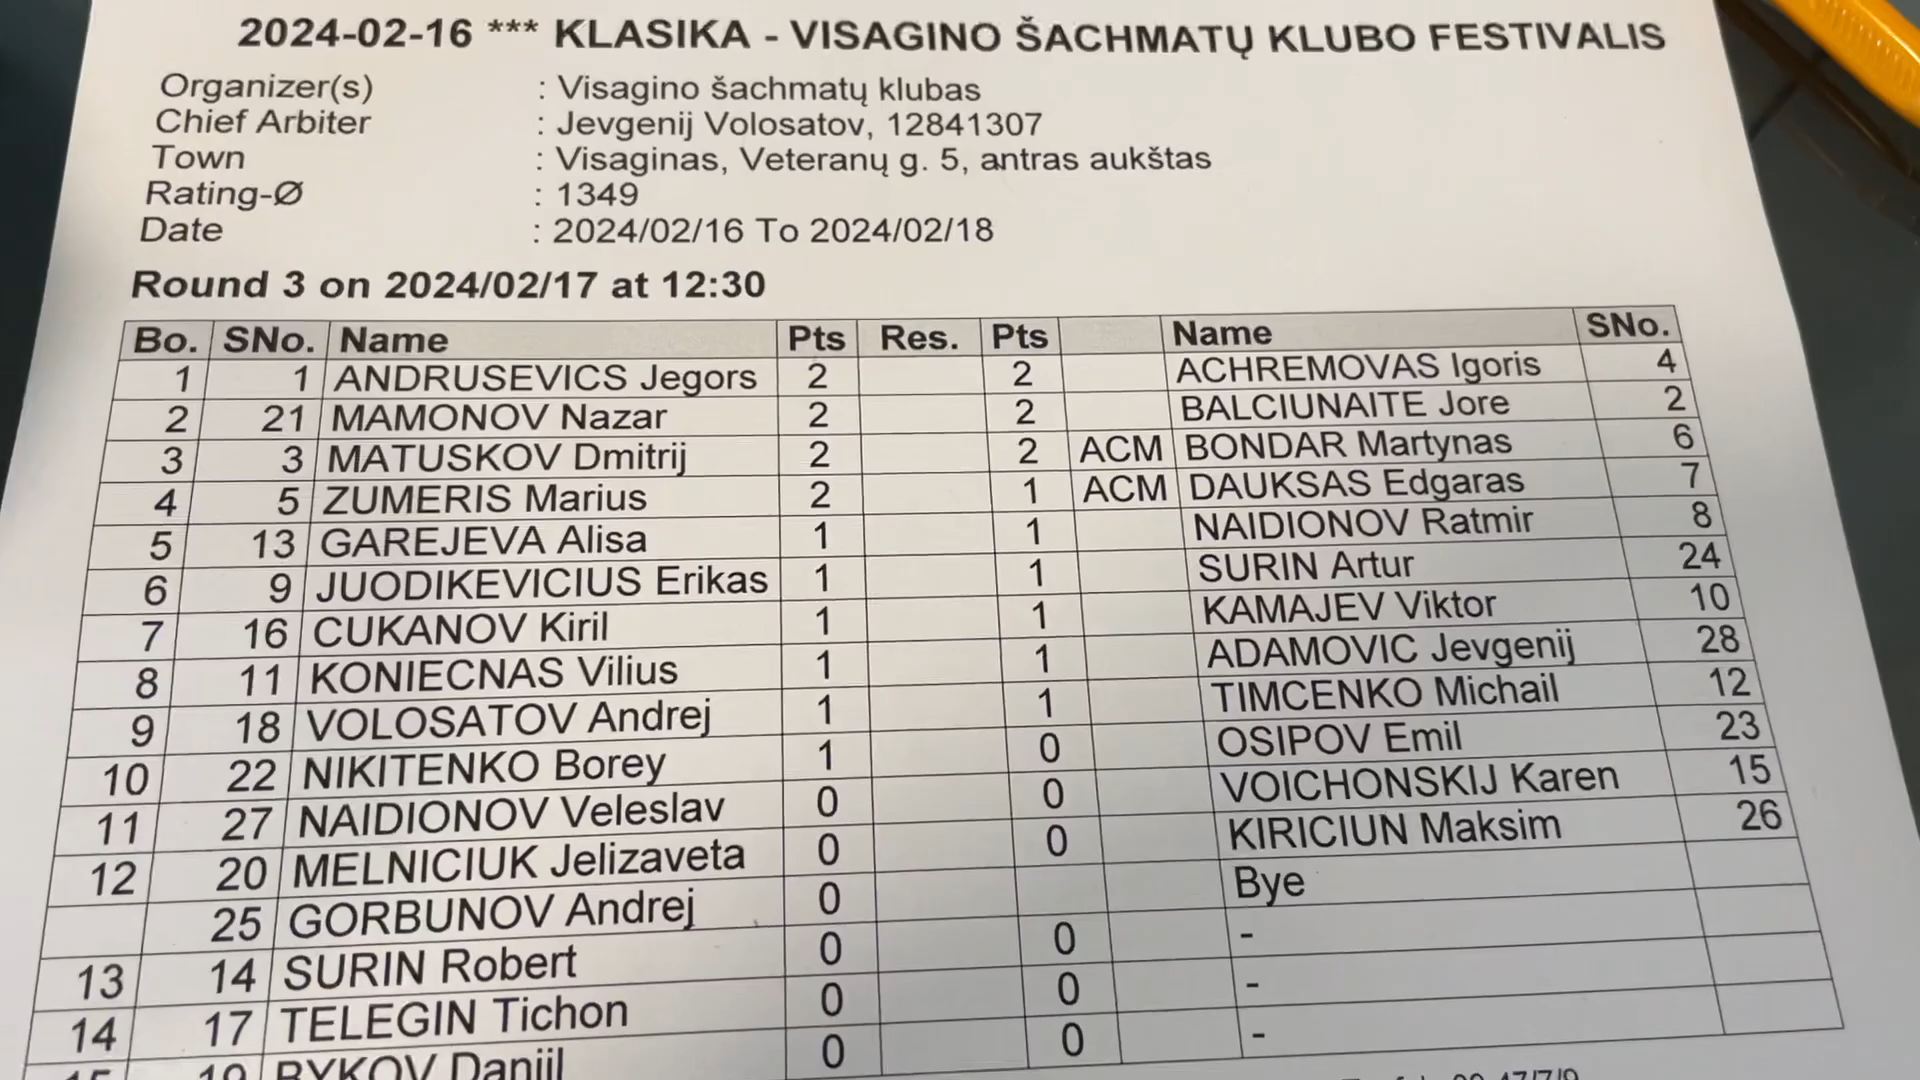 2024-02-16 *** KLASIKA - VISAGINO ŠACHMATŲ KLUBO FESTIVALIS
Organizer(s) : Visagino šachmatų klubas
Chief Arbiter : Jevgenij Volosatov, 12841307
Town : Visaginas, Veteranų g. 5, antras aukštas
Rating-Ø : 1349
Date : 2024/02/16 To 2024/02/18
Round 3 on 2024/02/17 at 12:30
Bo. SNo. Name Pts Res. Pts Name SNo.
1 1 ANDRUSEVICS Jegors 2 2 ACHREMOVAS Igoris 4
2 21 MAMONOV Nazar 2 2 BALCIUNAITE Jore 2
3 3 MATUSKOV Dmitrij 2 2 ACM BONDAR Martynas 6
4 5 ZUMERIS Marius 2 1 ACM DAUKSAS Edgaras 7
5 13 GAREJEVA Alisa 1 1 NAIDIONOV Ratmir 8
6 9 JUODIKEVICIUS Erikas 1 1 SURIN Artur 24
7 16 CUKANOV Kiril 1 1 KAMAJEV Viktor 10
8 11 KONIECNAS Vilius 1 1 ADAMOVIC Jevgenij 28
9 18 VOLOSATOV Andrej 1 1 TIMCENKO Michail 12
10 22 NIKITENKO Borey 1 0 OSIPOV Emil 23
11 27 NAIDIONOV Veleslav 0 0 VOICHONSKIJ Karen 15
12 20 MELNICIUK Jelizaveta 0 0 KIRICIUN Maksim 26
25 GORBUNOV Andrej 0 Bye
13 14 SURIN Robert 0 0 -
14 17 TELEGIN Tichon 0 0 -
15 19 BYKOV Daniil 0 0 -